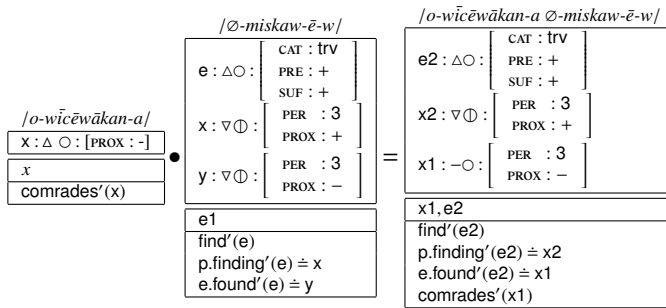 /o-wīcēwākan-a/
x : △ ○ : [PROX : -]
x
comrades′(x)
•
/∅-miskaw-ē-w/
e : △○ : [ CAT : trv
PRE : +
SUF : + ]
x : ▽⦶ : [ PER : 3
PROX : + ]
y : ▽⦶ : [ PER : 3
PROX : − ]
e1
find′(e)
p.finding′(e) ≐ x
e.found′(e) ≐ y
=
/o-wīcēwākan-a ∅-miskaw-ē-w/
e2 : △○ : [ CAT : trv
PRE : +
SUF : + ]
x2 : ▽⦶ : [ PER : 3
PROX : + ]
x1 : −○ : [ PER : 3
PROX : − ]
x1, e2
find′(e2)
p.finding′(e2) ≐ x2
e.found′(e2) ≐ x1
comrades′(x1)